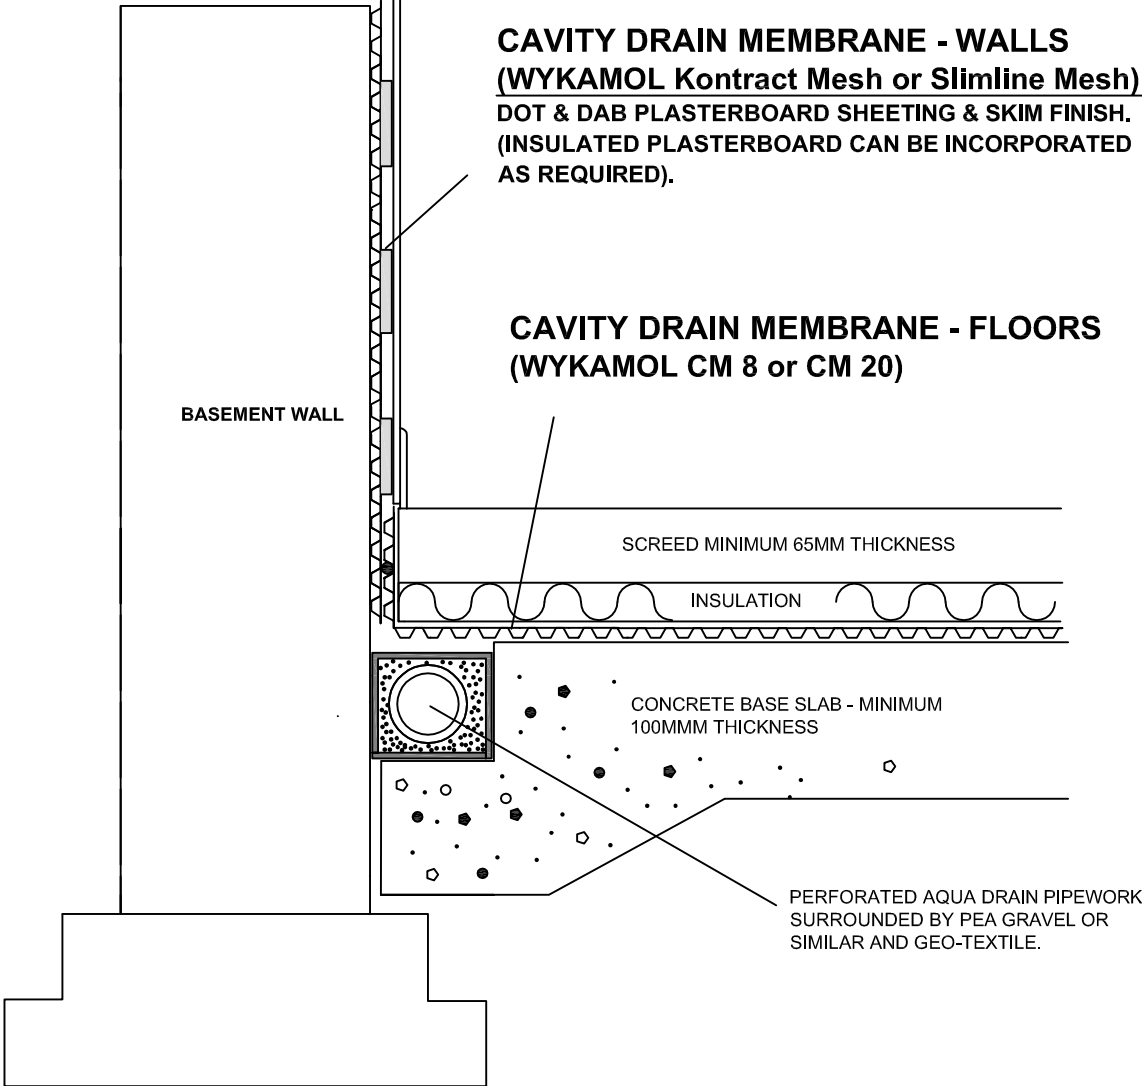 CAVITY DRAIN MEMBRANE - WALLS
(WYKAMOL Kontract Mesh or Slimline Mesh)
DOT & DAB PLASTERBOARD SHEETING & SKIM FINISH.
(INSULATED PLASTERBOARD CAN BE INCORPORATED
AS REQUIRED).
CAVITY DRAIN MEMBRANE - FLOORS
(WYKAMOL CM 8 or CM 20)
BASEMENT WALL
SCREED MINIMUM 65MM THICKNESS
INSULATION
CONCRETE BASE SLAB - MINIMUM
100MMM THICKNESS
PERFORATED AQUA DRAIN PIPEWORK
SURROUNDED BY PEA GRAVEL OR
SIMILAR AND GEO-TEXTILE.